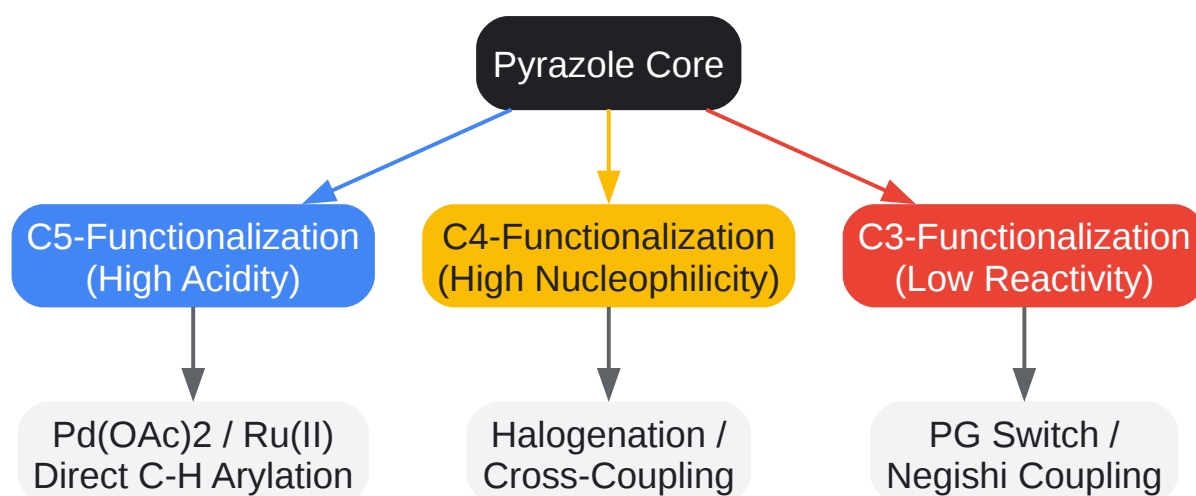 Pyrazole Core
C5-Functionalization
(High Acidity)
C4-Functionalization
(High Nucleophilicity)
C3-Functionalization
(Low Reactivity)
Pd(OAc)2 / Ru(II)
Direct C-H Arylation
Halogenation /
Cross-Coupling
PG Switch /
Negishi Coupling